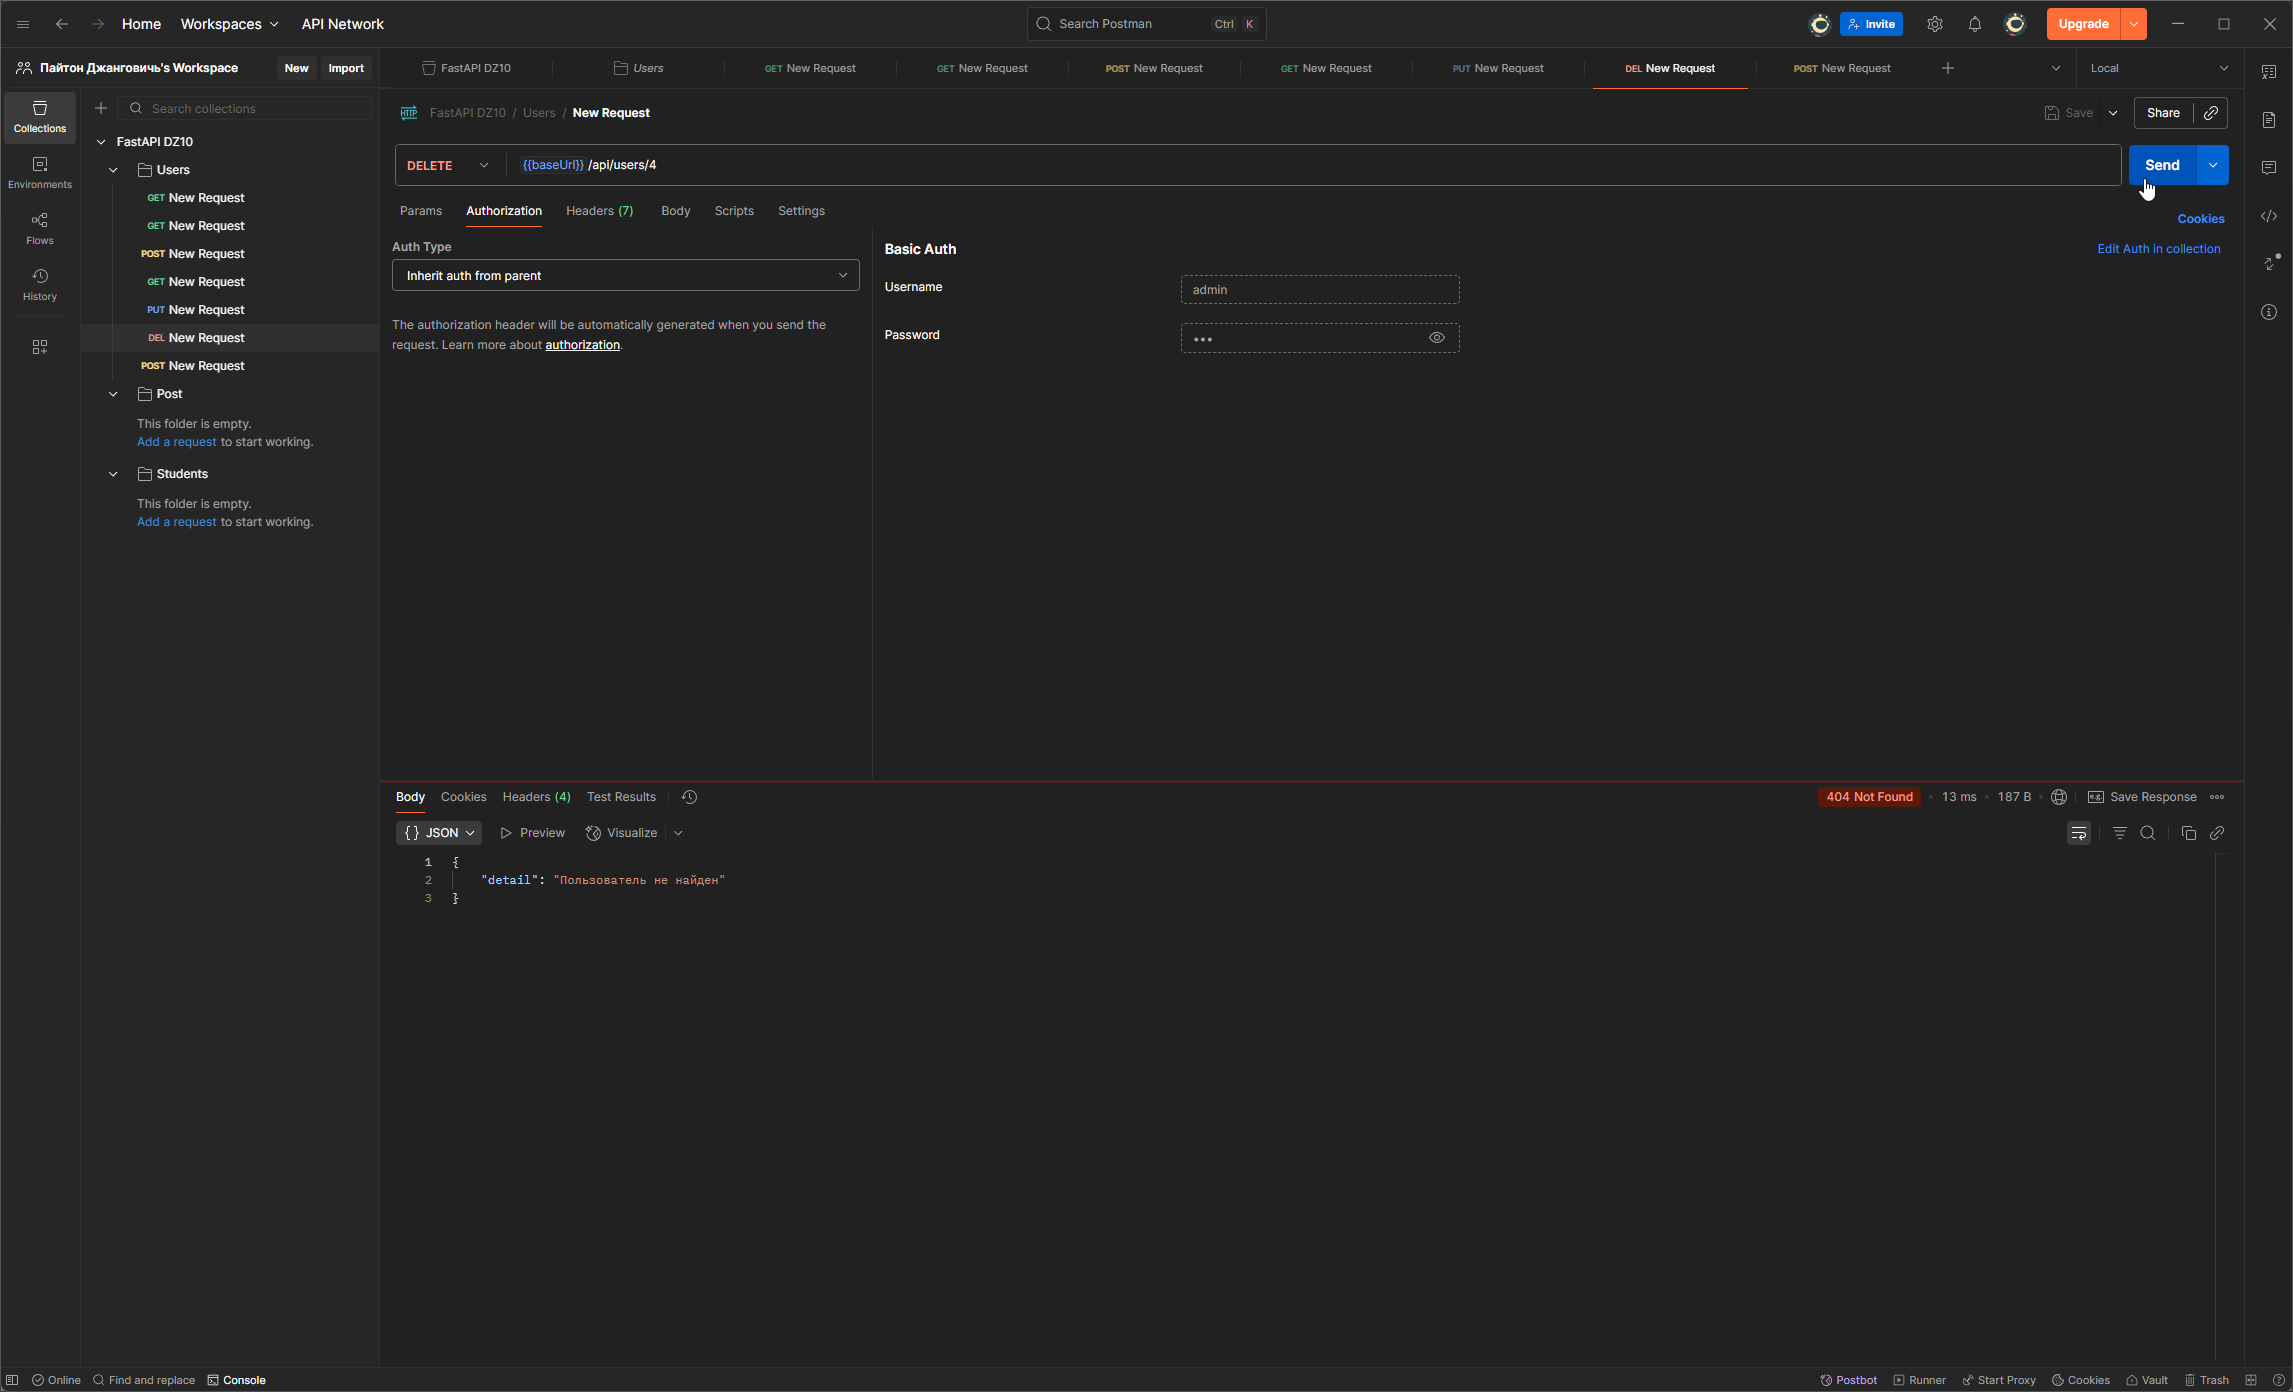 Home Workspaces API Network Search Postman Ctrl K Invite Upgrade
Пайтон Джанговичь's Workspace New Import FastAPI DZ10 Users GET New Request GET New Request POST New Request GET New Request PUT New Request DEL New Request POST New Request Local
Collections
Environments
Flows
History
Search collections
FastAPI DZ10
Users
GET New Request
GET New Request
POST New Request
GET New Request
PUT New Request
DEL New Request
POST New Request
Post
This folder is empty.
Add a request to start working.
Students
This folder is empty.
Add a request to start working.
HTTP FastAPI DZ10 / Users / New Request Save Share
DELETE {{baseUrl}} /api/users/4 Send
Params Authorization Headers (7) Body Scripts Settings Cookies
Auth Type
Inherit auth from parent
The authorization header will be automatically generated when you send the
request. Learn more about authorization.
Basic Auth Edit Auth in collection
Username admin
Password •••
Body Cookies Headers (4) Test Results 404 Not Found 13 ms 187 B e.g. Save Response
{} JSON Preview Visualize
1 {
2 "detail": "Пользователь не найден"
3 }
Online Find and replace Console Postbot Runner Start Proxy Cookies Vault Trash